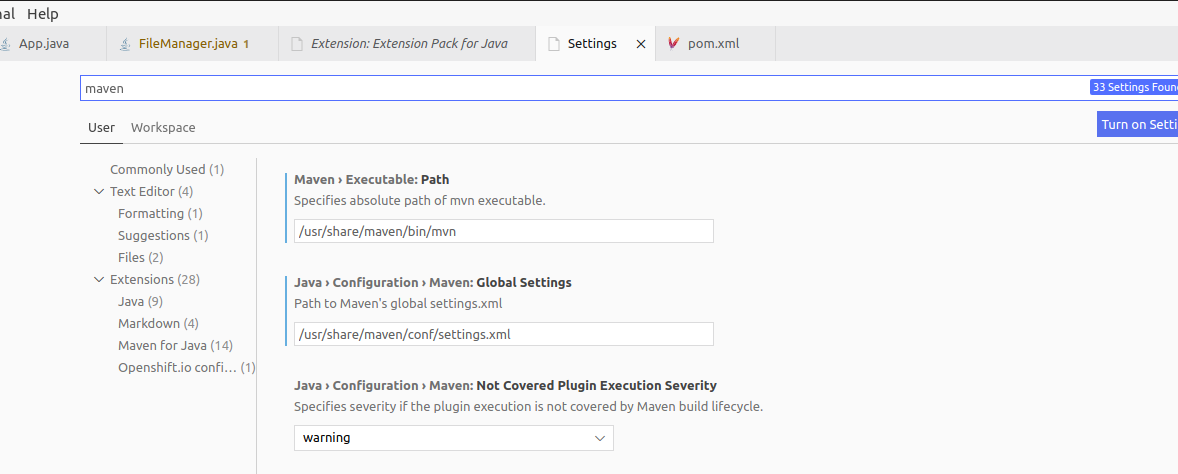 nal Help
App.java FileManager.java 1 Extension: Extension Pack for Java Settings pom.xml
maven 33 Settings Foun
User Workspace Turn on Setti
Commonly Used (1)
Text Editor (4)
Formatting (1)
Suggestions (1)
Files (2)
Extensions (28)
Java (9)
Markdown (4)
Maven for Java (14)
Openshift.io confi... (1)
Maven › Executable: Path
Specifies absolute path of mvn executable.
/usr/share/maven/bin/mvn
Java › Configuration › Maven: Global Settings
Path to Maven's global settings.xml
/usr/share/maven/conf/settings.xml
Java › Configuration › Maven: Not Covered Plugin Execution Severity
Specifies severity if the plugin execution is not covered by Maven build lifecycle.
warning